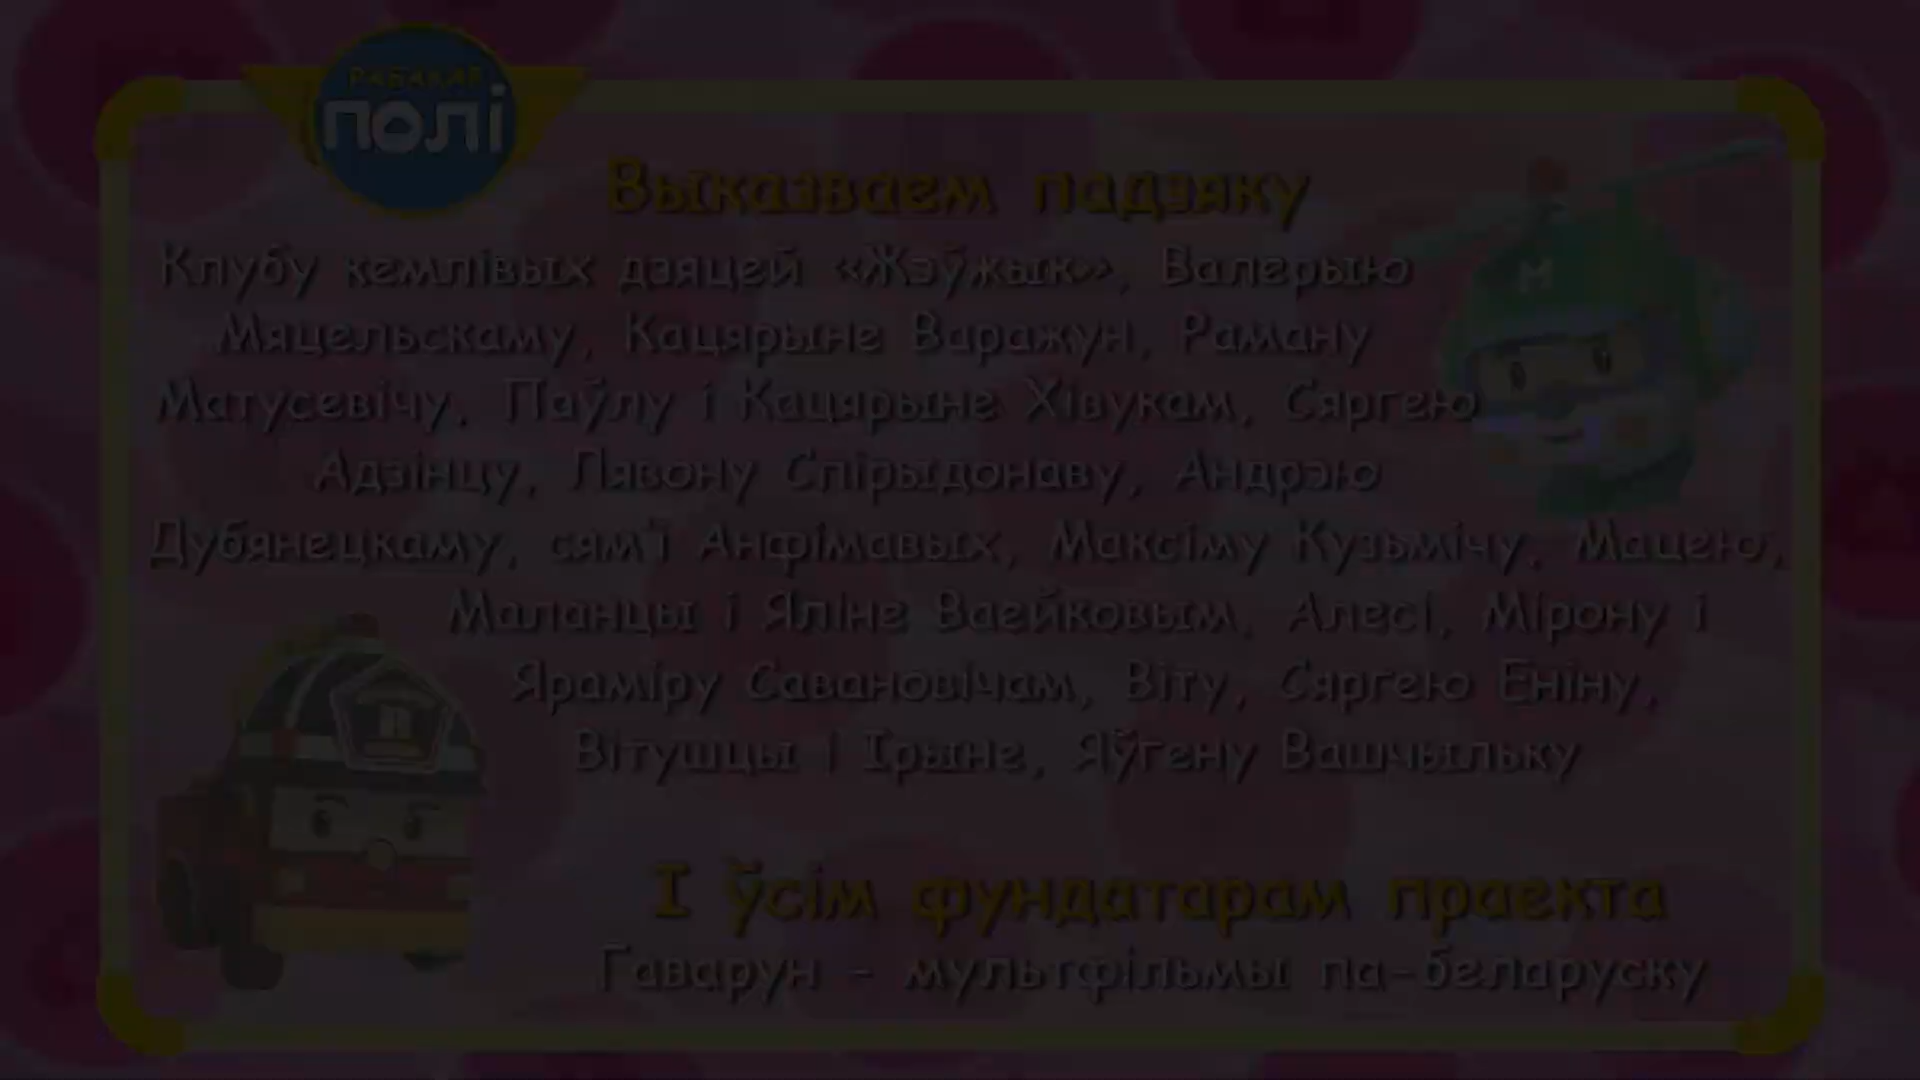 РАБАКАР
ПОЛІ
Выказваем падзяку
Клубу кемлівых дзяцей «Жэўжык», Валерыю
Мяцельскаму, Кацярыне Варажун, Раману
Матусевічу, Паўлу і Кацярыне Хівукам, Сяргею
Адзінцу, Лявону Спірыдонаву, Андрэю
Дубянецкаму, сям'і Анфімавых, Максіму Кузьмічу, Мацею,
Маланцы і Яліне Ваейковым, Алесі, Мірону і
Яраміру Савановічам, Віту, Сяргею Еніну,
Вітушцы і Ірыне, Яўгену Вашчыльку
І ўсім фундатарам праекта
Гаварун - мультфільмы па-беларуску
М